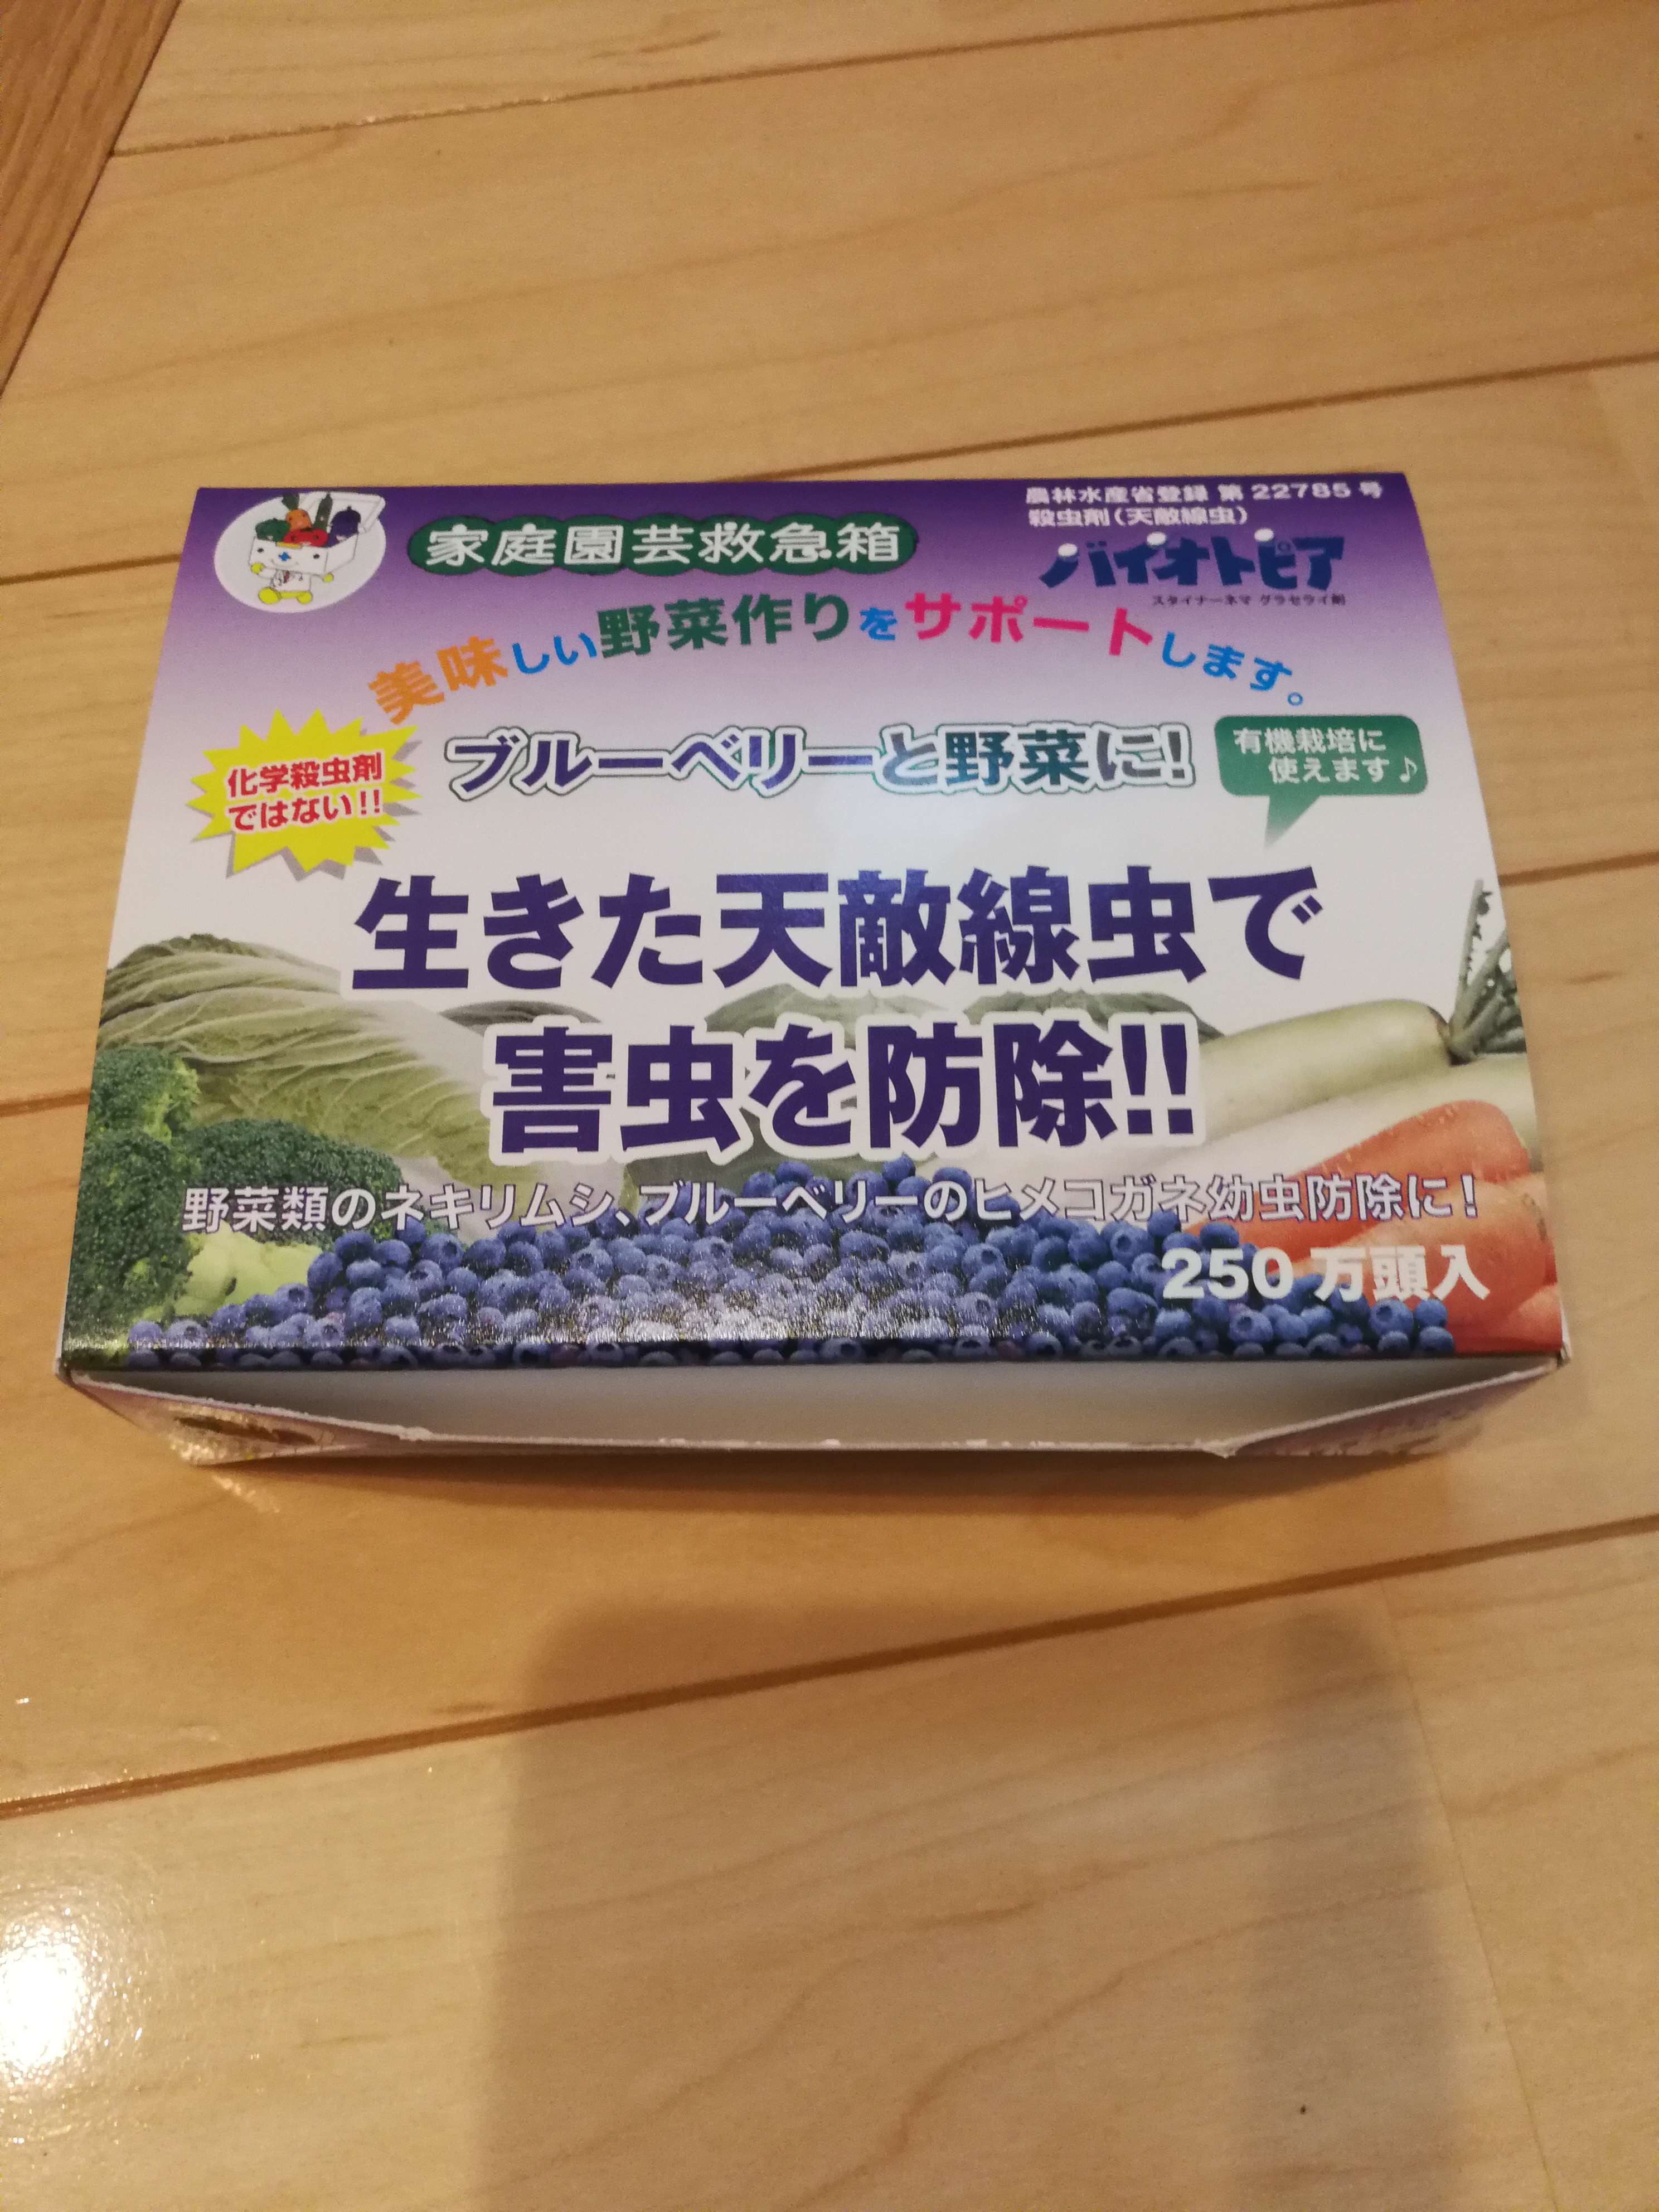 農林水産省登録 第22785号
殺虫剤(天敵線虫)
家庭園芸救急箱
バイオトピア
スタイナーネマ グラセライ剤
美味しい野菜作りをサポートします。
化学殺虫剤
ではない!!
ブルーベリーと野菜に!
有機栽培に
使えます♪
生きた天敵線虫で
害虫を防除!!
野菜類のネキリムシ、ブルーベリーのヒメコガネ幼虫防除に!
250万頭入